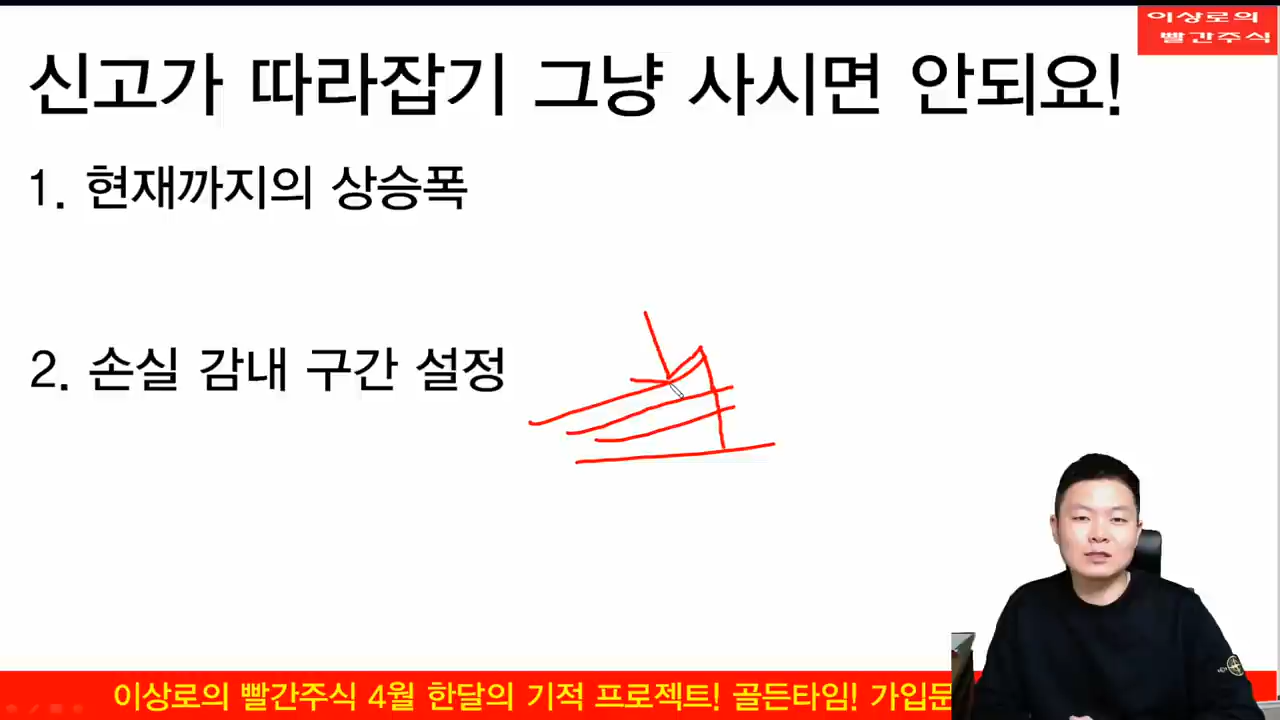 이상로의
빨간주식
신고가 따라잡기 그냥 사시면 안되요!
1. 현재까지의 상승폭
2. 손실 감내 구간 설정
이상로의 빨간주식 4월 한달의 기적 프로젝트! 골든타임! 가입문